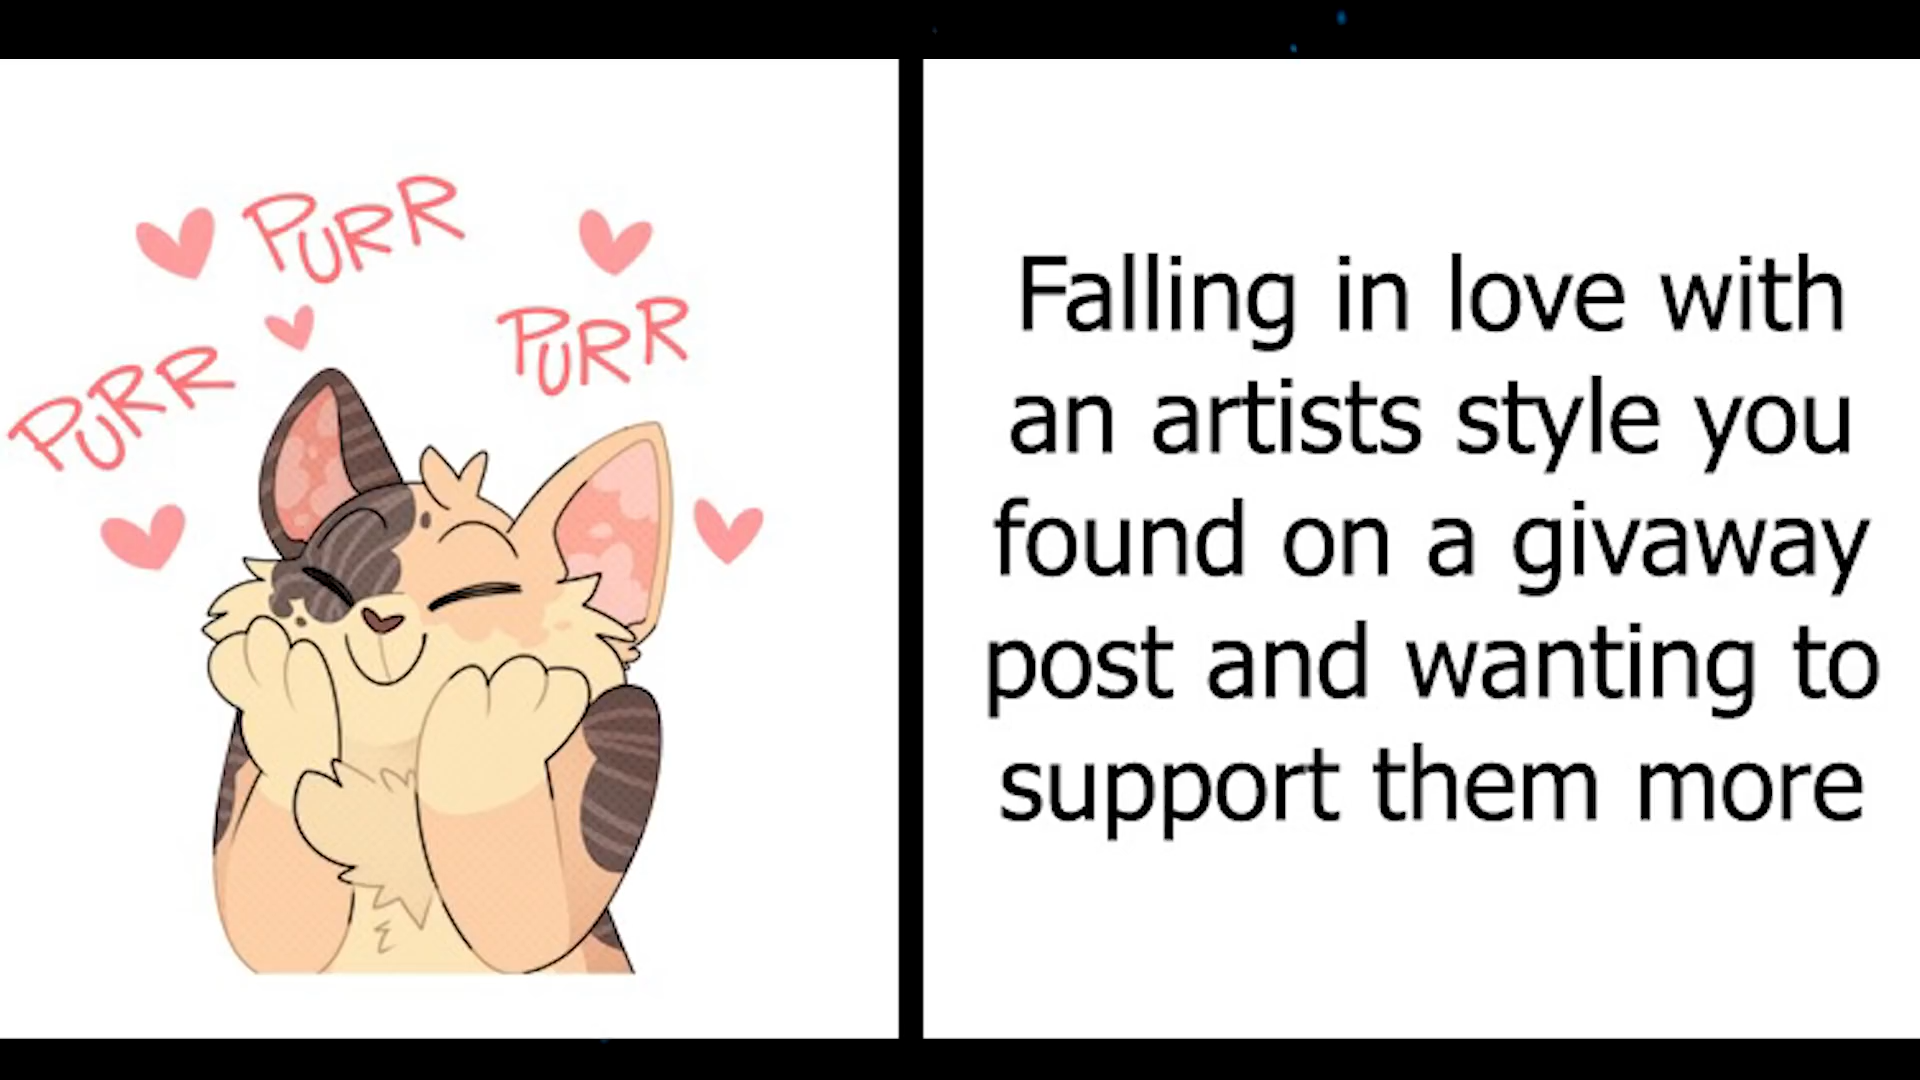 PURR
PURR
PURR
Falling in love with
an artists style you
found on a givaway
post and wanting to
support them more